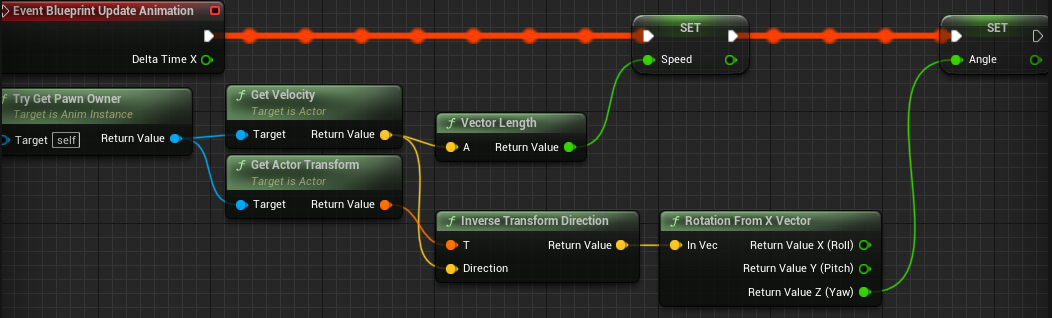 Event Blueprint Update Animation
Delta Time X
SET
Speed
SET
Angle
Try Get Pawn Owner
Target is Anim Instance
Target self
Return Value
Get Velocity
Target is Actor
Target
Return Value
Vector Length
A
Return Value
Get Actor Transform
Target is Actor
Target
Return Value
Inverse Transform Direction
T
Return Value
Direction
Rotation From X Vector
In Vec
Return Value X (Roll)
Return Value Y (Pitch)
Return Value Z (Yaw)